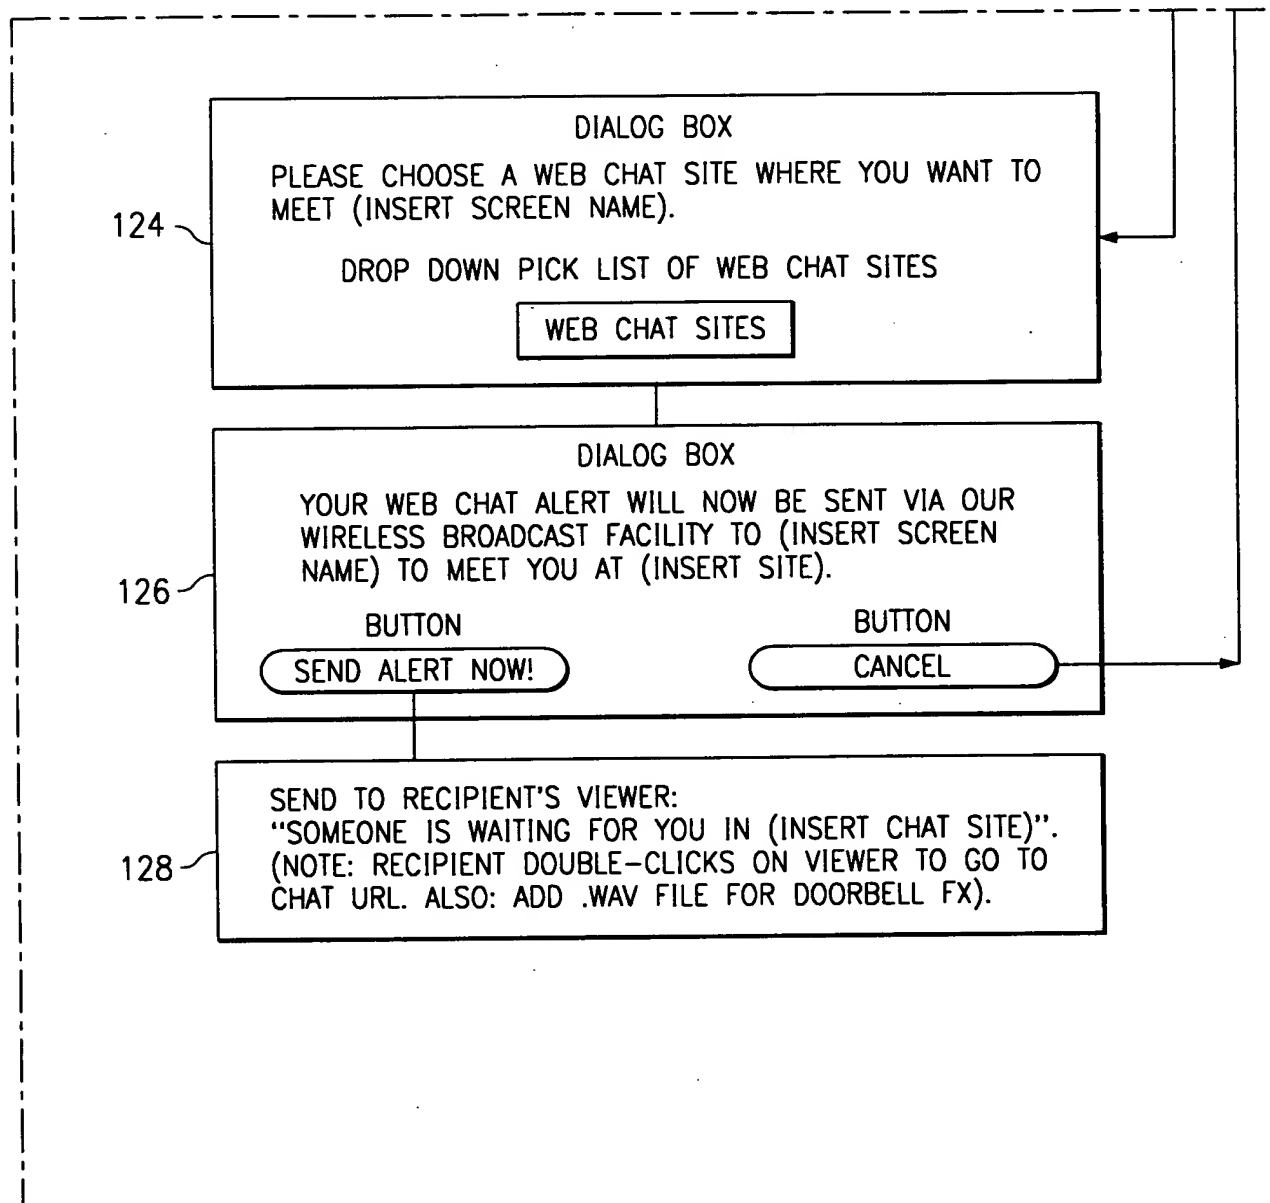 DIALOG BOX
PLEASE CHOOSE A WEB CHAT SITE WHERE YOU WANT TO
MEET (INSERT SCREEN NAME).
124
DROP DOWN PICK LIST OF WEB CHAT SITES
WEB CHAT SITES
DIALOG BOX
YOUR WEB CHAT ALERT WILL NOW BE SENT VIA OUR
WIRELESS BROADCAST FACILITY TO (INSERT SCREEN
NAME) TO MEET YOU AT (INSERT SITE).
126
BUTTON
SEND ALERT NOW!
BUTTON
CANCEL
SEND TO RECIPIENT'S VIEWER:
"SOMEONE IS WAITING FOR YOU IN (INSERT CHAT SITE)".
(NOTE: RECIPIENT DOUBLE-CLICKS ON VIEWER TO GO TO
CHAT URL. ALSO: ADD .WAV FILE FOR DOORBELL FX).
128